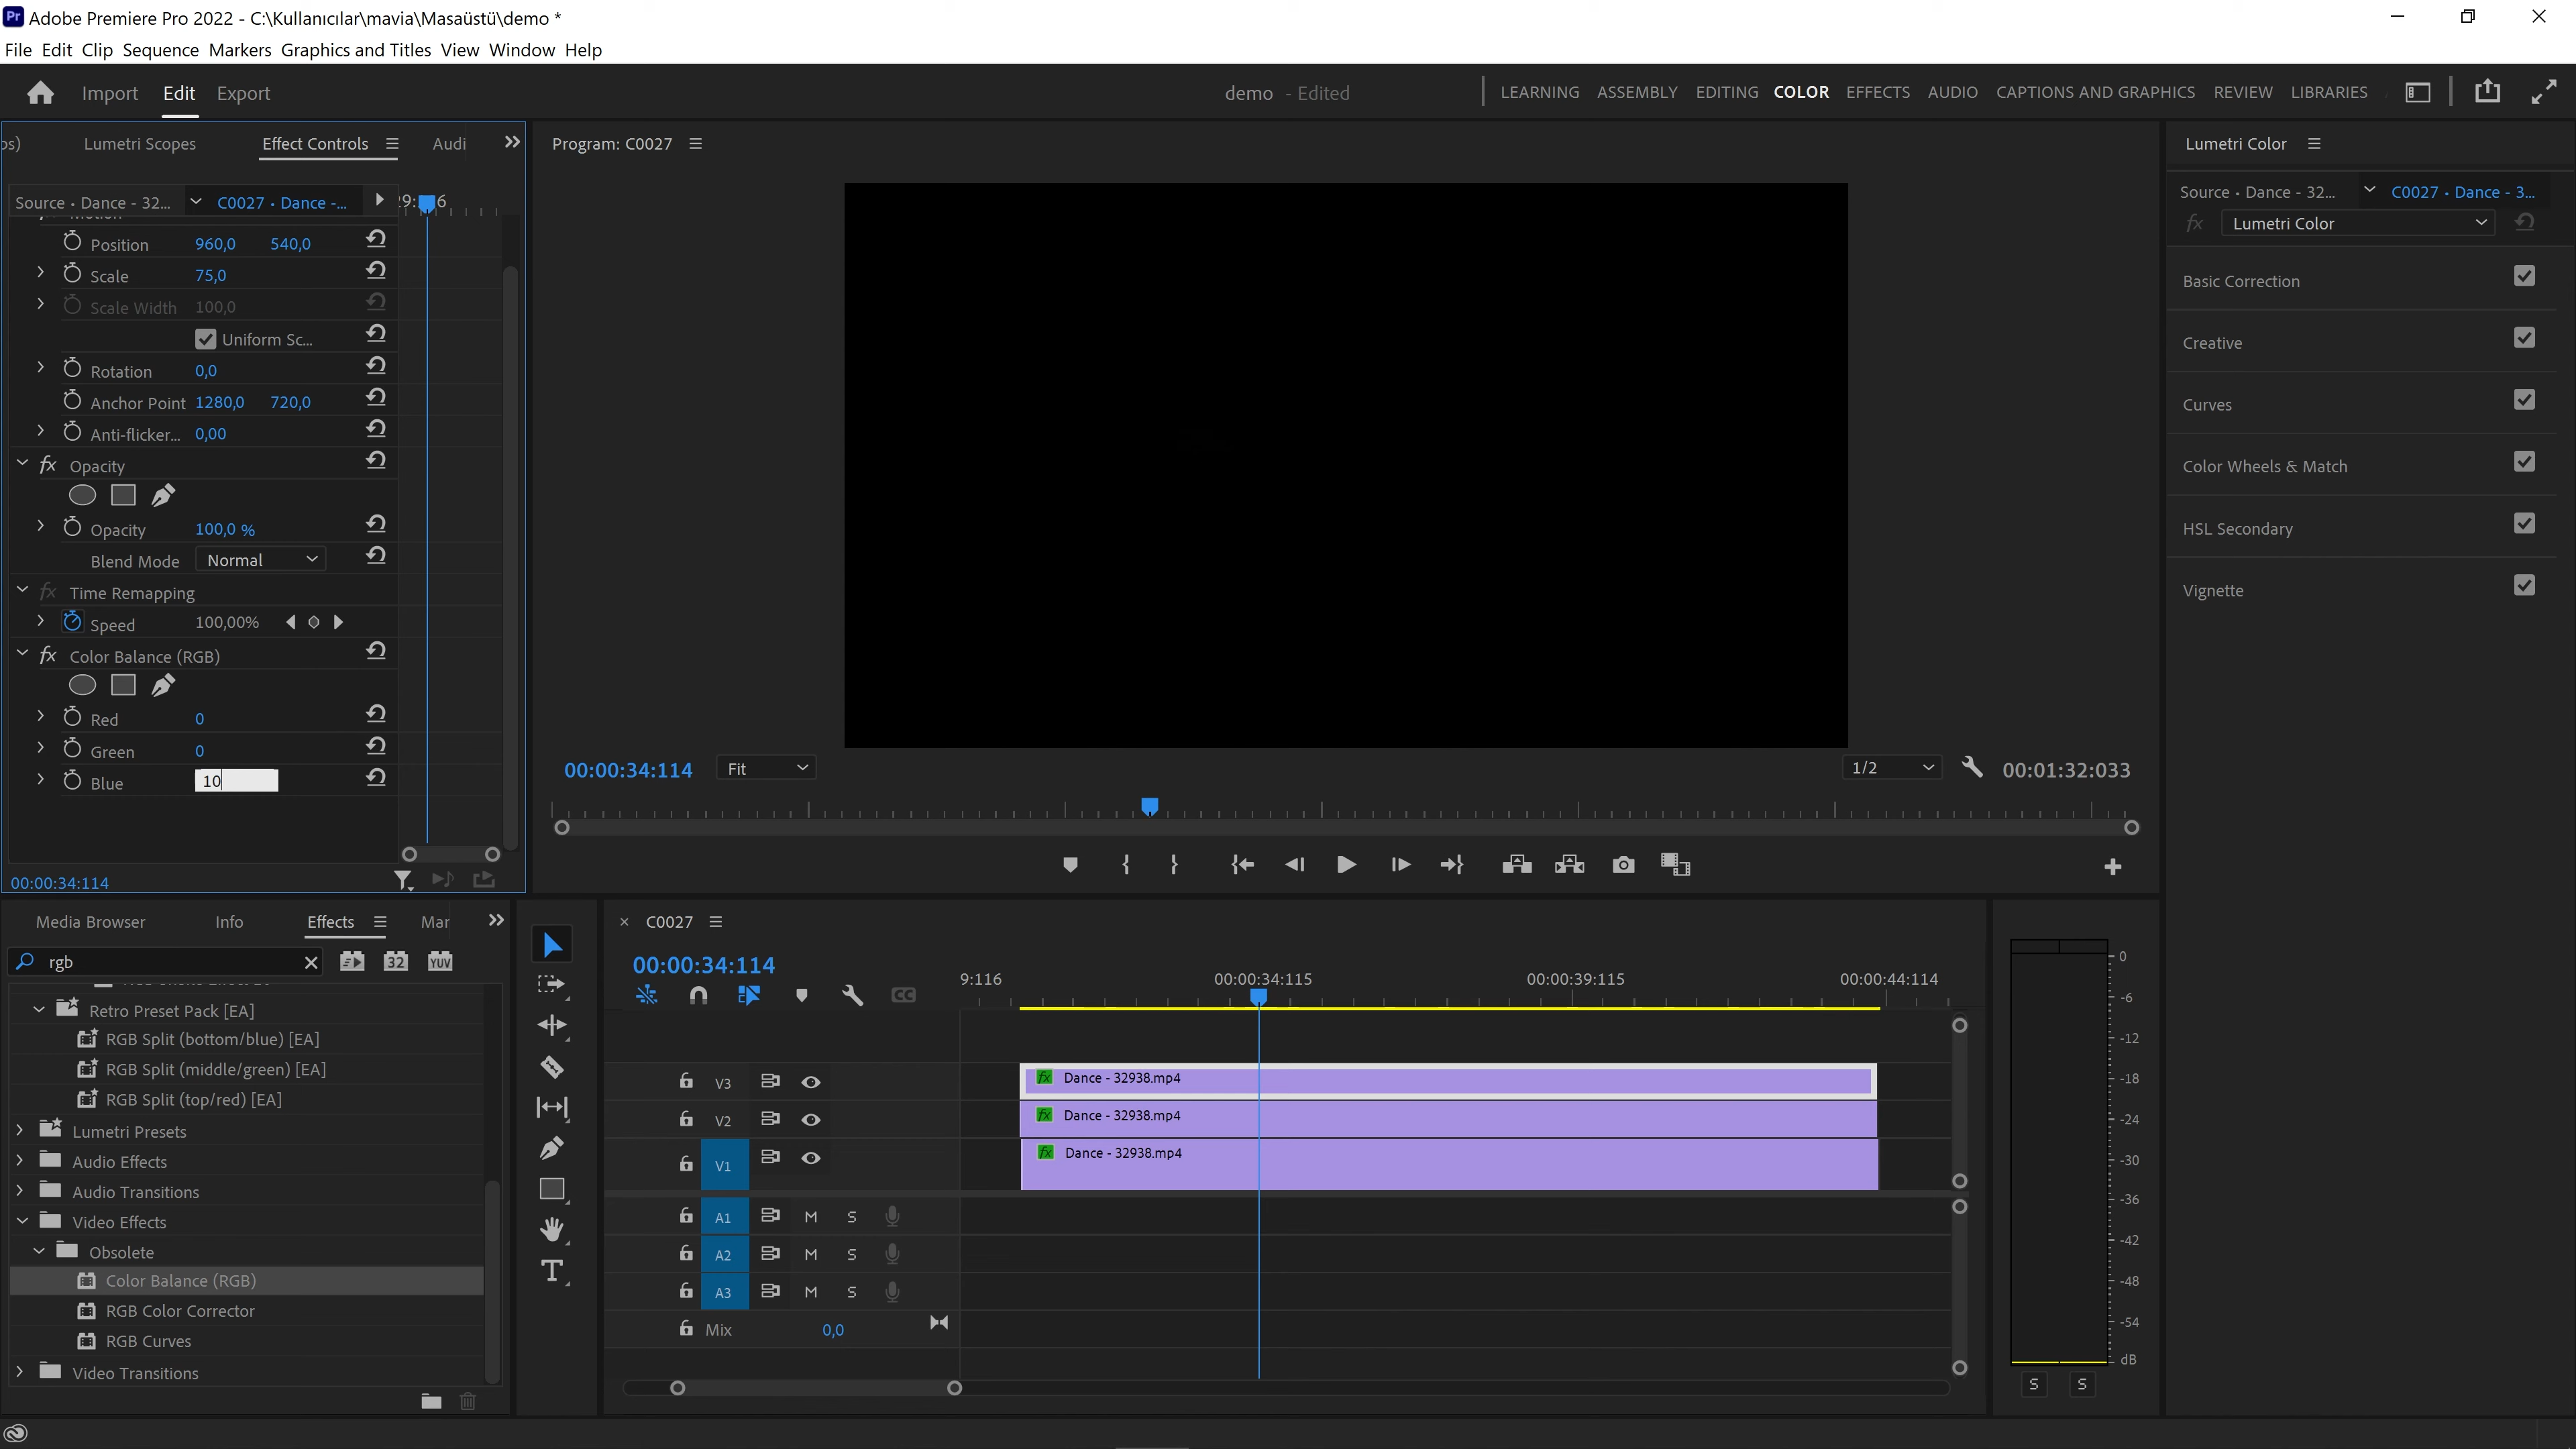 Pr Adobe Premiere Pro 2022 - C:\Kullanıcılar\mavia\Masaüstü\demo *
File Edit Clip Sequence Markers Graphics and Titles View Window Help
Import Edit Export
demo - Edited
LEARNING ASSEMBLY EDITING COLOR EFFECTS AUDIO CAPTIONS AND GRAPHICS REVIEW LIBRARIES
Lumetri Scopes Effect Controls Audi
Source • Dance - 32... C0027 • Dance -...
Position 960,0 540,0
Scale 75,0
Scale Width 100,0
Uniform Sc...
Rotation 0,0
Anchor Point 1280,0 720,0
Anti-flicker... 0,00
fx Opacity
Opacity 100,0 %
Blend Mode Normal
fx Time Remapping
Speed 100,00%
fx Color Balance (RGB)
Red 0
Green 0
Blue 10
00:00:34:114
Program: C0027
00:00:34:114 Fit 1/2 00:01:32:033
Lumetri Color
Source • Dance - 32... C0027 • Dance - 3...
fx Lumetri Color
Basic Correction
Creative
Curves
Color Wheels & Match
HSL Secondary
Vignette
Media Browser Info Effects Mar
rgb 32 YUV
Retro Preset Pack [EA]
RGB Split (bottom/blue) [EA]
RGB Split (middle/green) [EA]
RGB Split (top/red) [EA]
Lumetri Presets
Audio Effects
Audio Transitions
Video Effects
Obsolete
Color Balance (RGB)
RGB Color Corrector
RGB Curves
Video Transitions
× C0027
00:00:34:114
9:116 00:00:34:115 00:00:39:115 00:00:44:114
CC
V3 fx Dance - 32938.mp4
V2 fx Dance - 32938.mp4
V1 fx Dance - 32938.mp4
A1 M S
A2 M S
A3 M S
Mix 0,0
0
-6
-12
-18
-24
-30
-36
-42
-48
-54
dB
S S